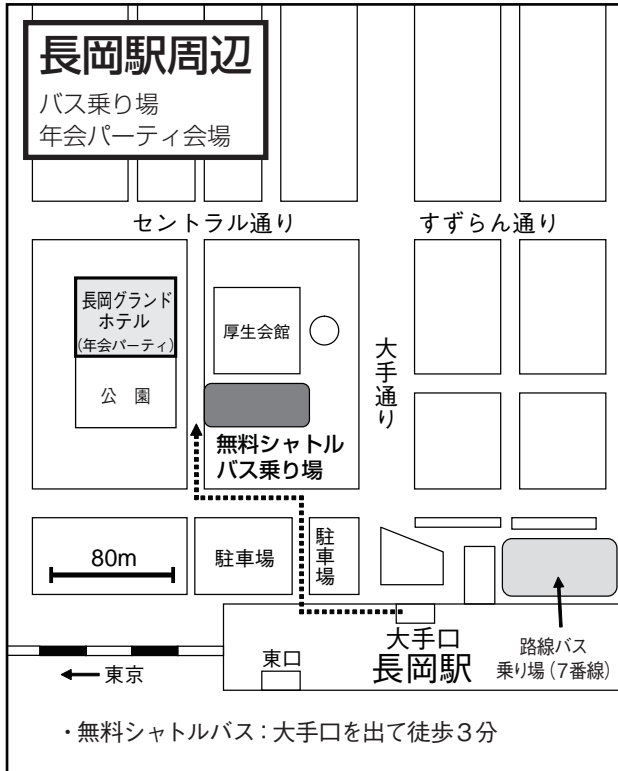 長岡駅周辺
バス乗り場
年会パーティ会場
セントラル通り
すずらん通り
長岡グランド
ホテル
(年会パーティ)
公 園
厚生会館
大手通り
無料シャトル
バス乗り場
80m
駐車場
駐車場
大手口
長岡駅
東口
路線バス
乗り場(7番線)
←東京
・無料シャトルバス:大手口を出て徒歩3分